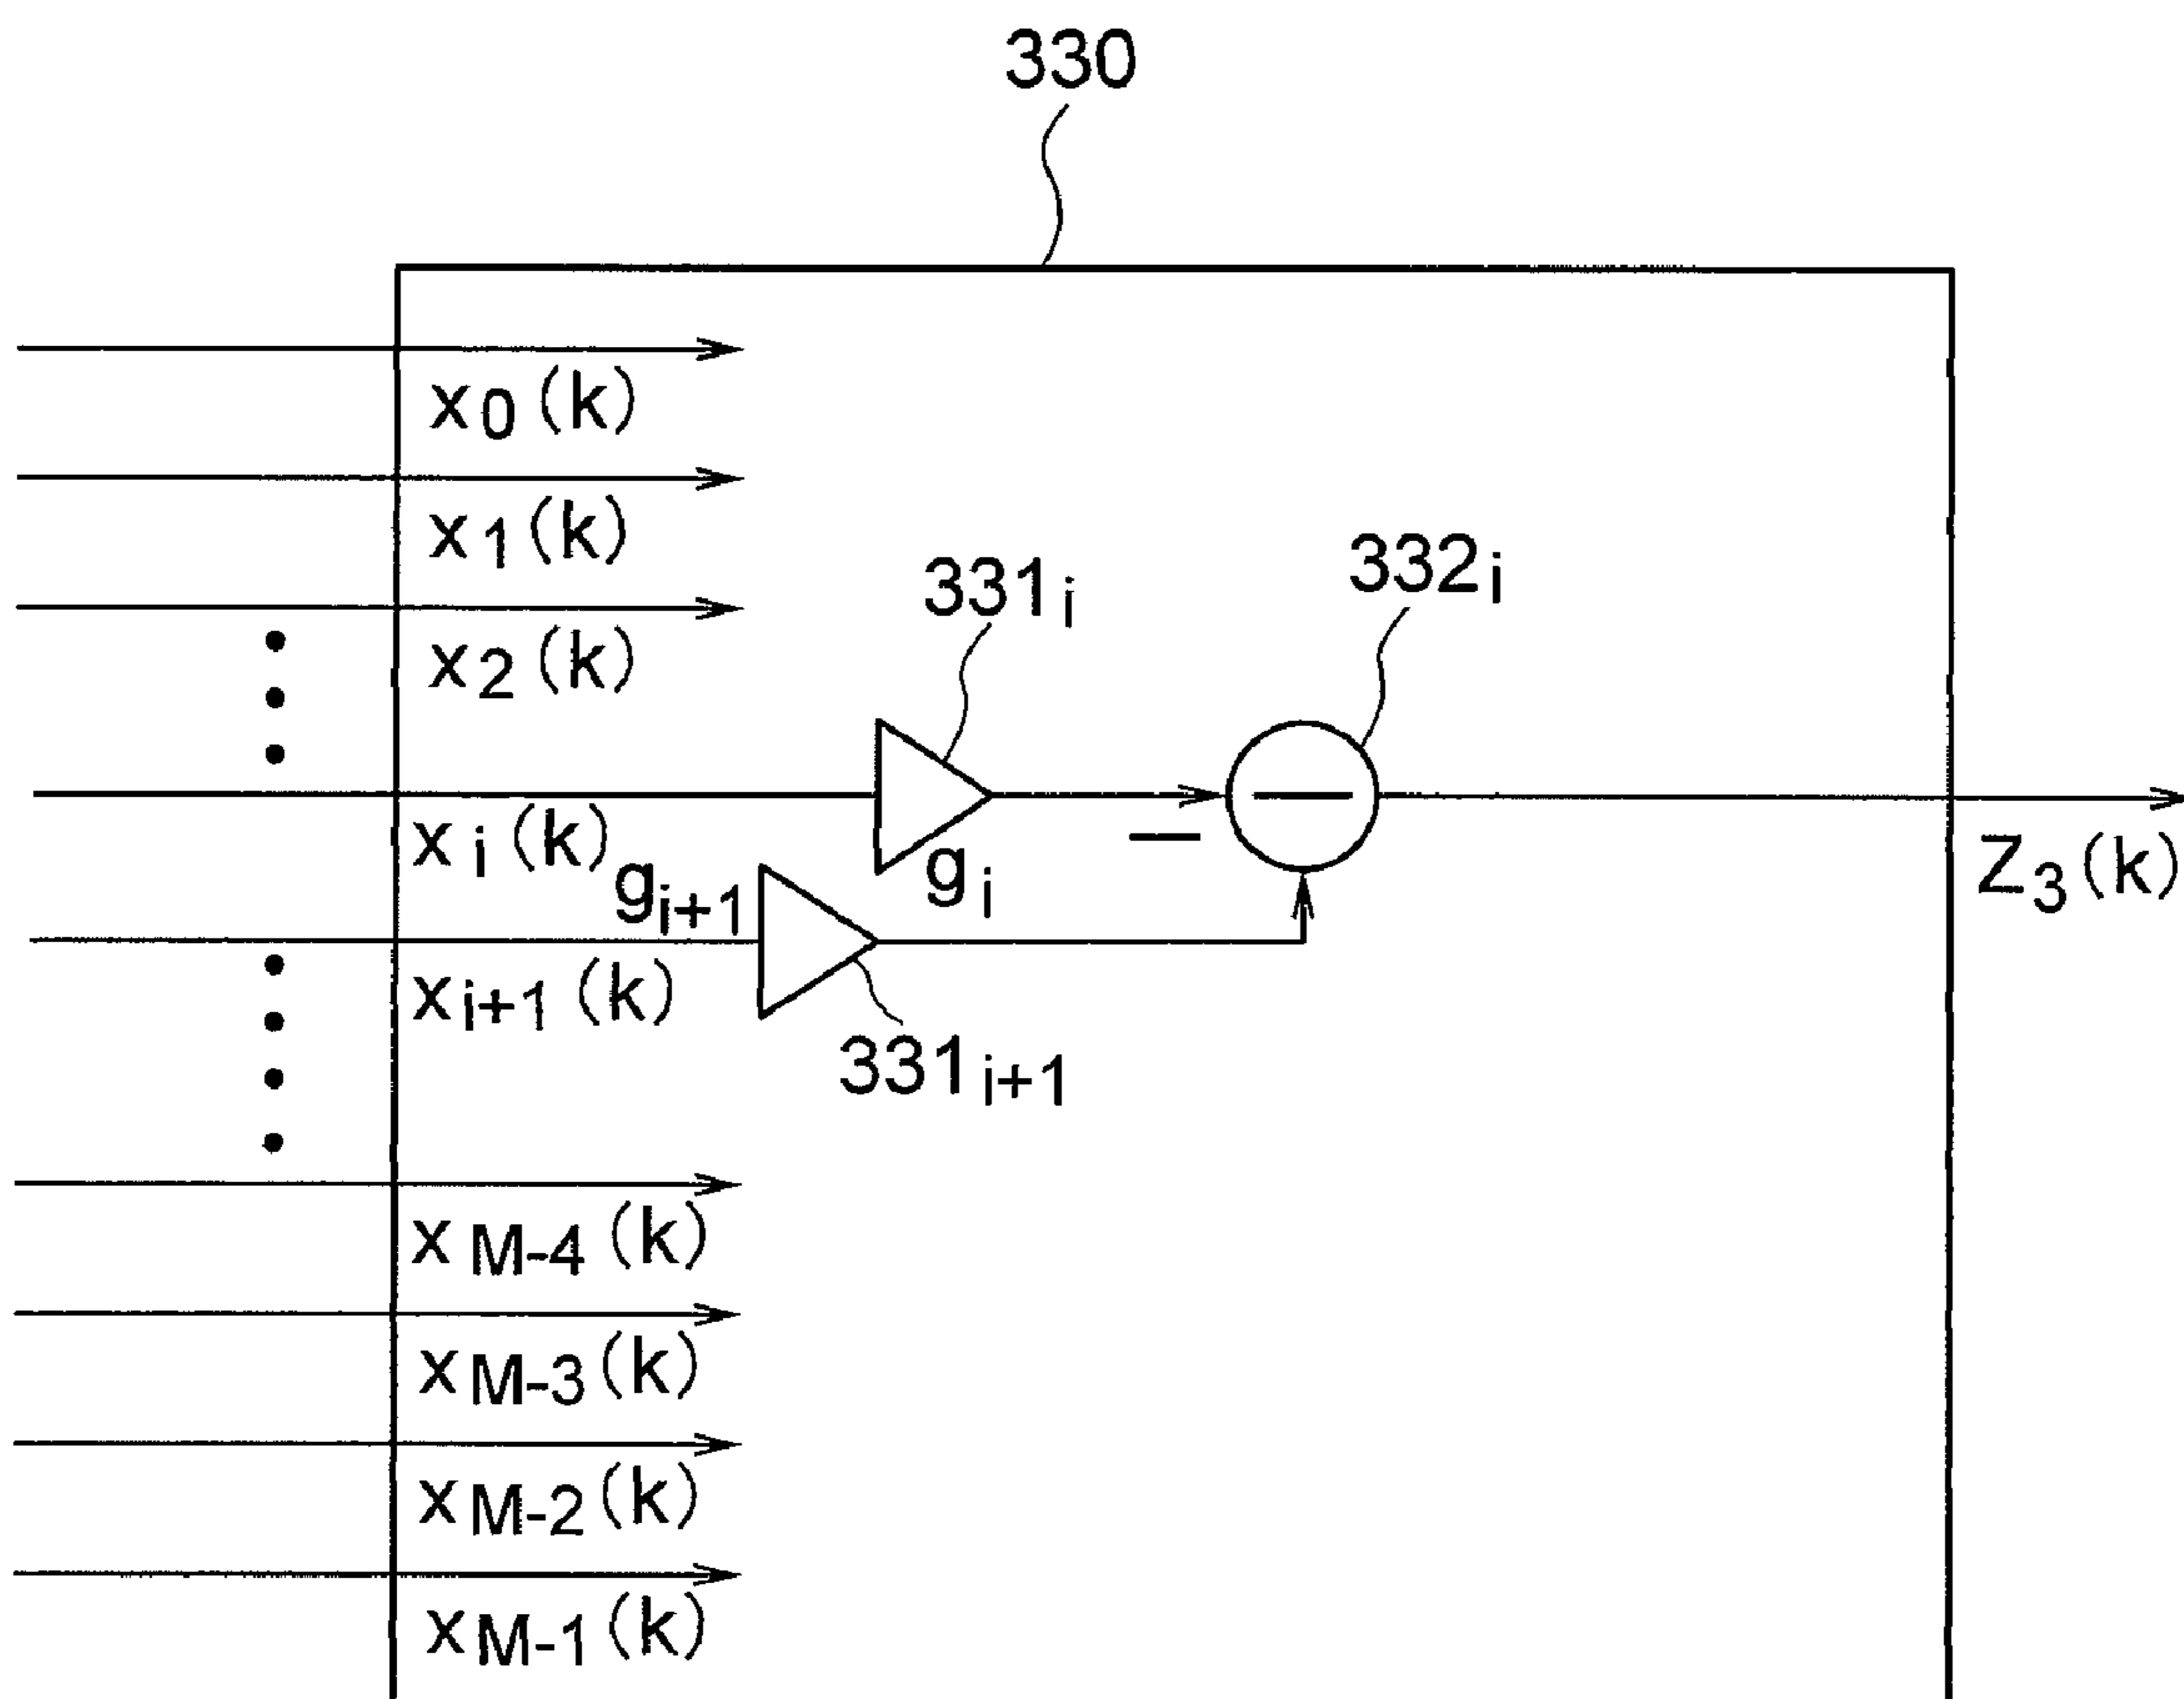 330
x0(k)
x1(k)
x2(k)
331i
332i
xi(k)
gi
gi+1
Z3(k)
xi+1(k)
331i+1
xM-4(k)
xM-3(k)
xM-2(k)
xM-1(k)